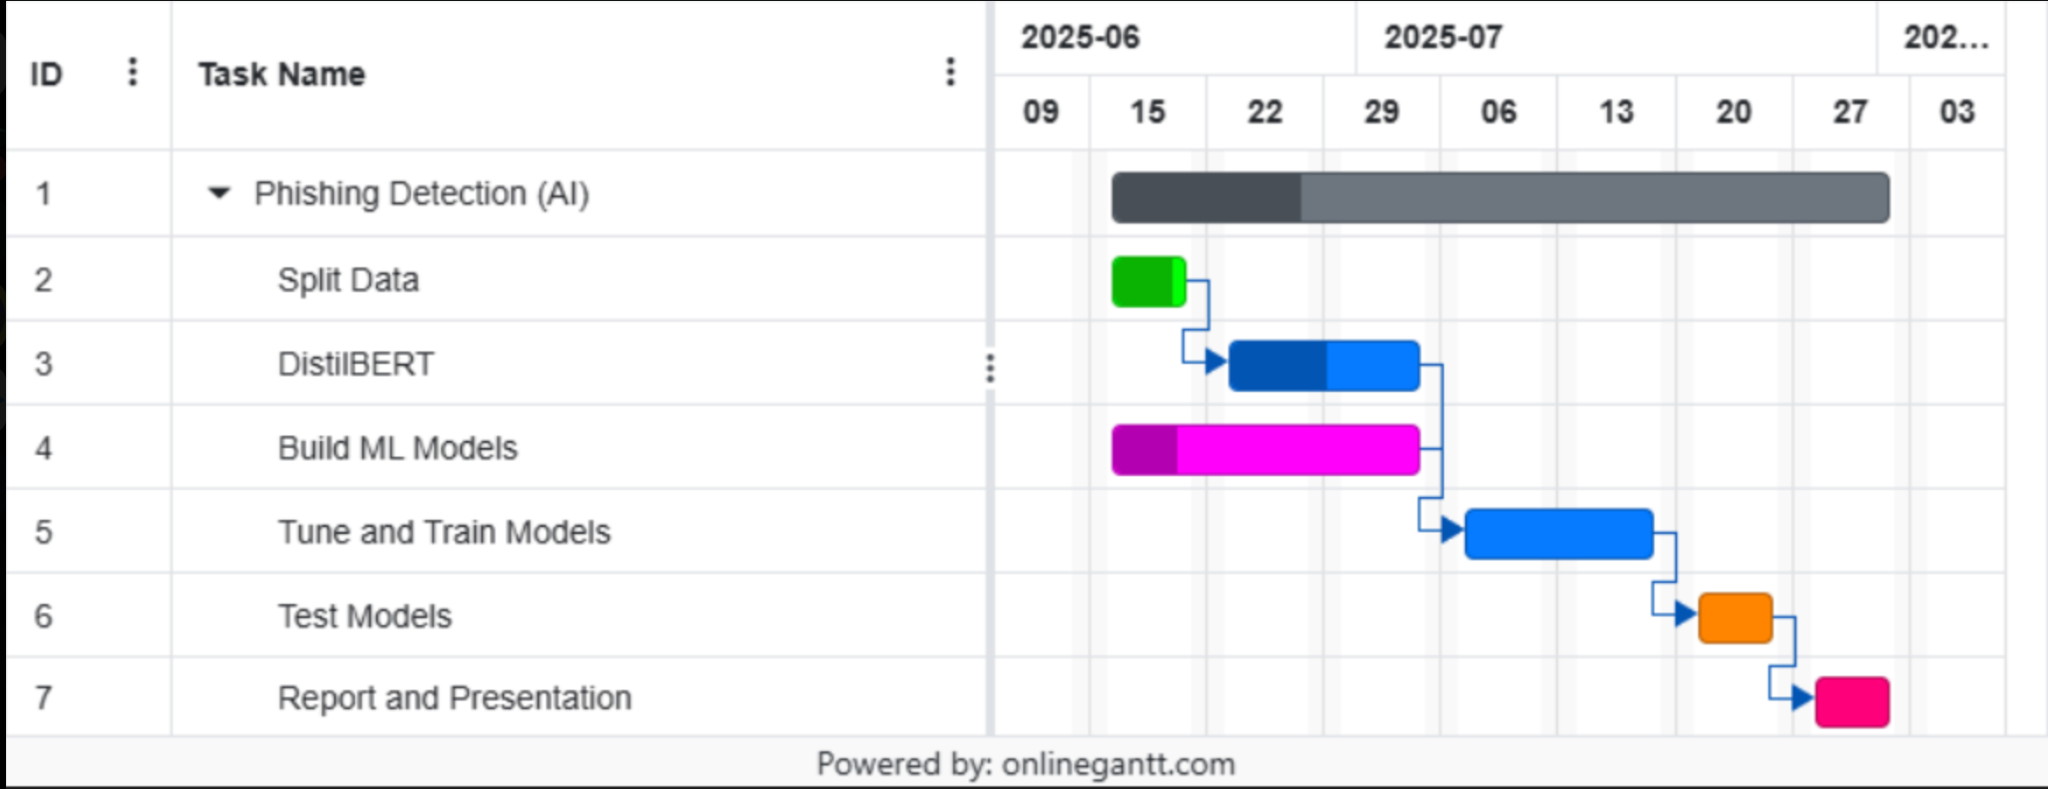 2025-06 2025-07 202...
ID Task Name
09 15 22 29 06 13 20 27 03
1 Phishing Detection (AI)
2 Split Data
3 DistilBERT
4 Build ML Models
5 Tune and Train Models
6 Test Models
7 Report and Presentation
Powered by: onlinegantt.com